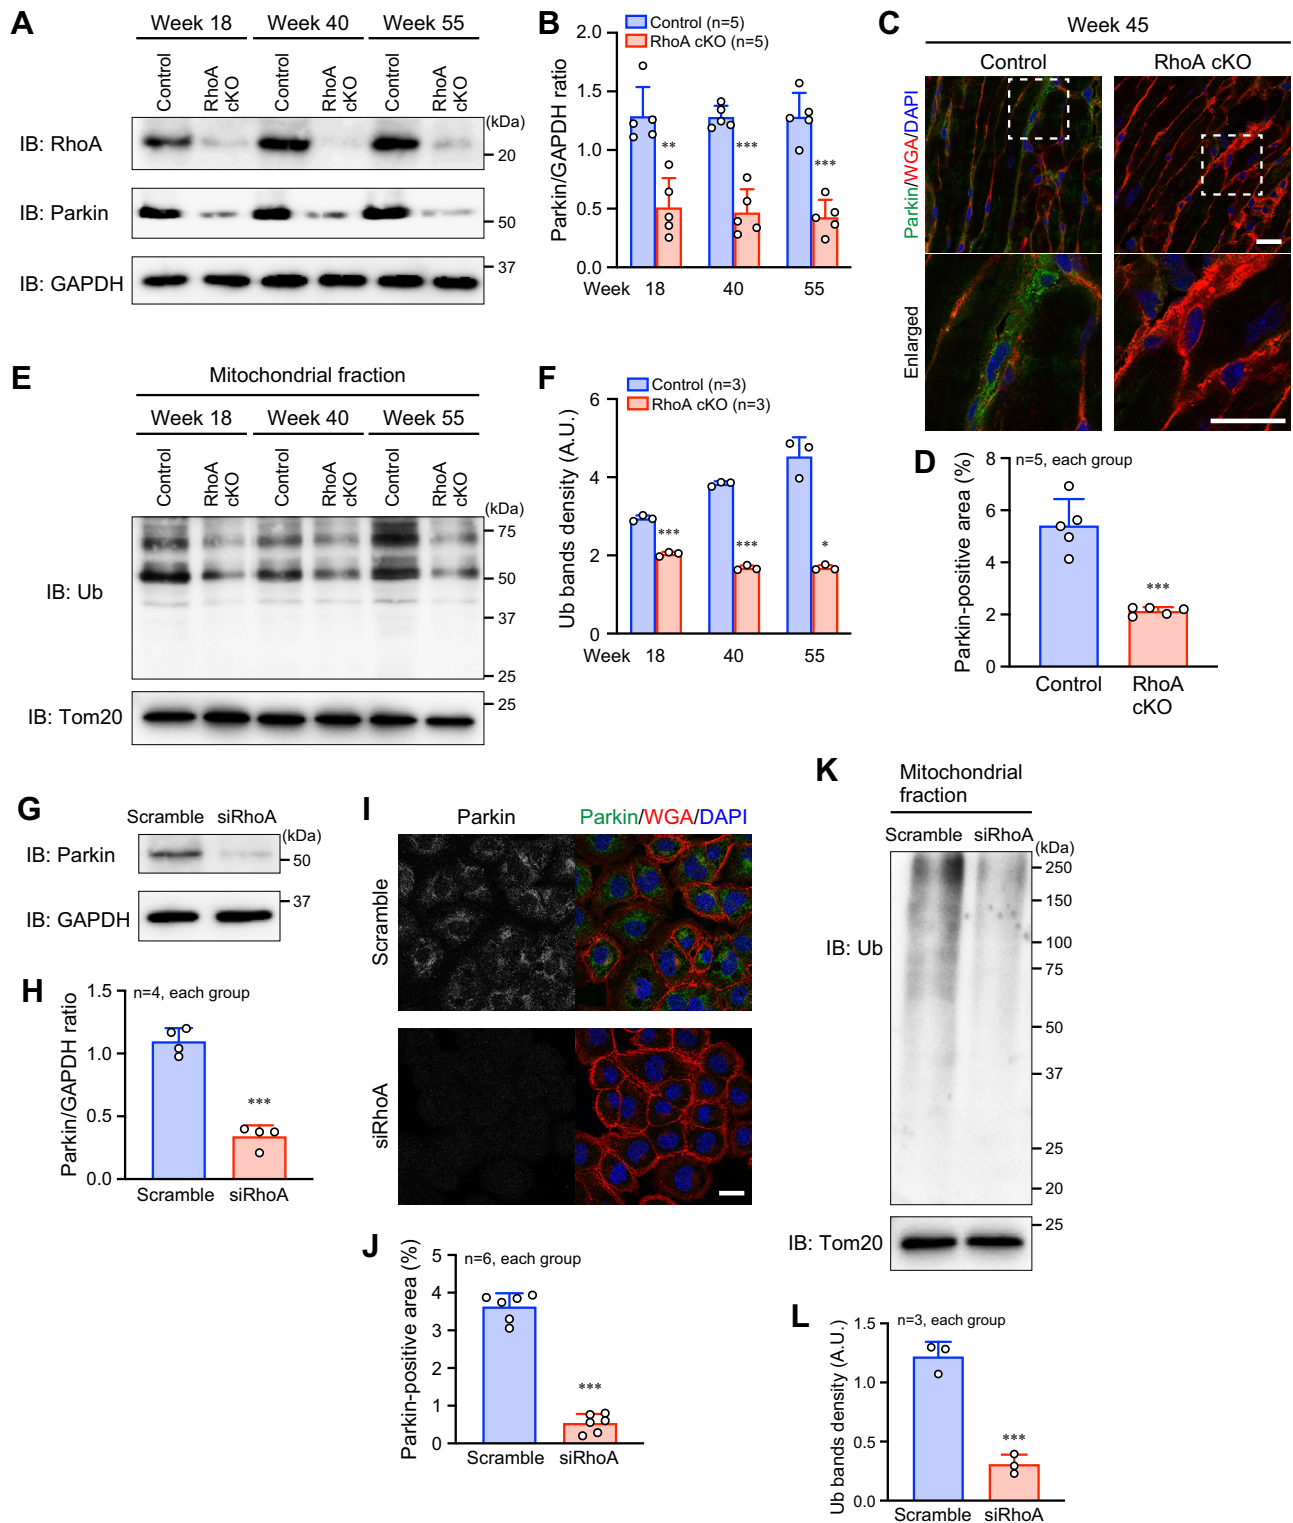 A
Week 18
Week 40
Week 55
Control
RhoA cKO
Control
RhoA cKO
Control
RhoA cKO
(kDa)
IB: RhoA
20
IB: Parkin
50
IB: GAPDH
37
B
Control (n=5)
RhoA cKO (n=5)
Parkin/GAPDH ratio
2.0
1.5
1.0
0.5
0.0
**
***
***
Week
18
40
55
C
Week 45
Control
RhoA cKO
Parkin/WGA/DAPI
Enlarged
D
Parkin-positive area (%)
n=5, each group
8
6
4
2
0
***
Control
RhoA
cKO
E
Mitochondrial fraction
Week 18
Week 40
Week 55
Control
RhoA cKO
Control
RhoA cKO
Control
RhoA cKO
(kDa)
IB: Ub
75
50
37
25
IB: Tom20
25
F
Control (n=3)
RhoA cKO (n=3)
Ub bands density (A.U.)
6
4
2
0
***
***
*
Week
18
40
55
G
Scramble
siRhoA
(kDa)
IB: Parkin
50
IB: GAPDH
37
H
Parkin/GAPDH ratio
n=4, each group
1.5
1.0
0.5
0.0
***
Scramble
siRhoA
I
Parkin
Parkin/WGA/DAPI
Scramble
siRhoA
J
Parkin-positive area (%)
n=6, each group
5
4
3
2
1
0
***
Scramble
siRhoA
K
Mitochondrial
fraction
Scramble
siRhoA
(kDa)
IB: Ub
250
150
100
75
50
37
25
20
IB: Tom20
25
L
Ub bands density (A.U.)
n=3, each group
1.5
1.0
0.5
0.0
***
Scramble
siRhoA